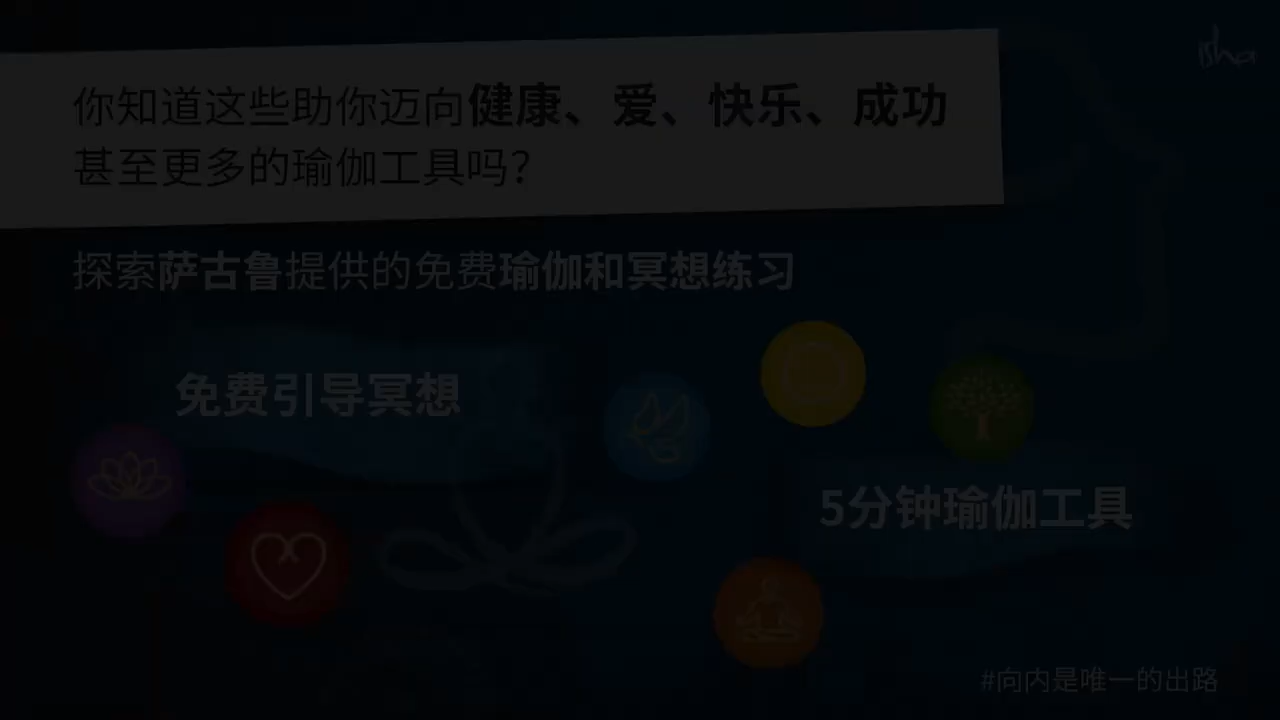 isha
你知道这些助你迈向健康、爱、快乐、成功
甚至更多的瑜伽工具吗?
探索萨古鲁提供的免费瑜伽和冥想练习
免费引导冥想
5分钟瑜伽工具
#向内是唯一的出路